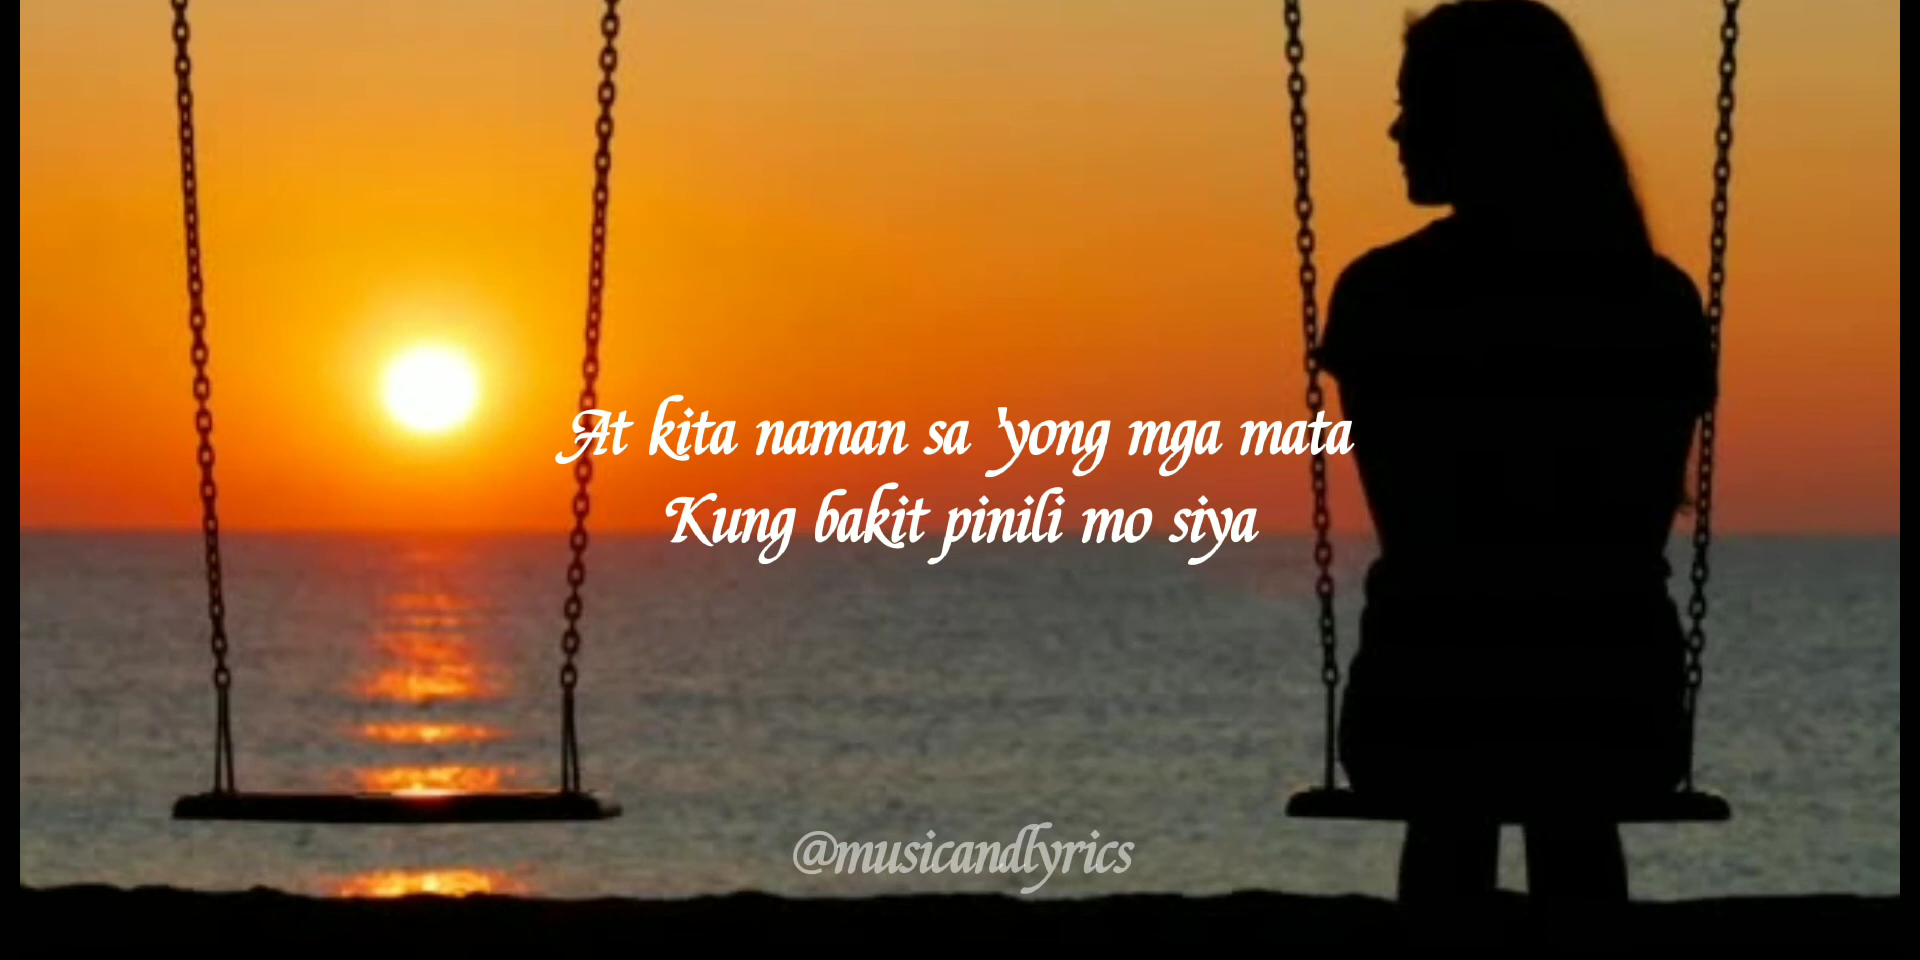 At kita naman sa 'yong mga mata
Kung bakit pinili mo siya
@musicandlyrics